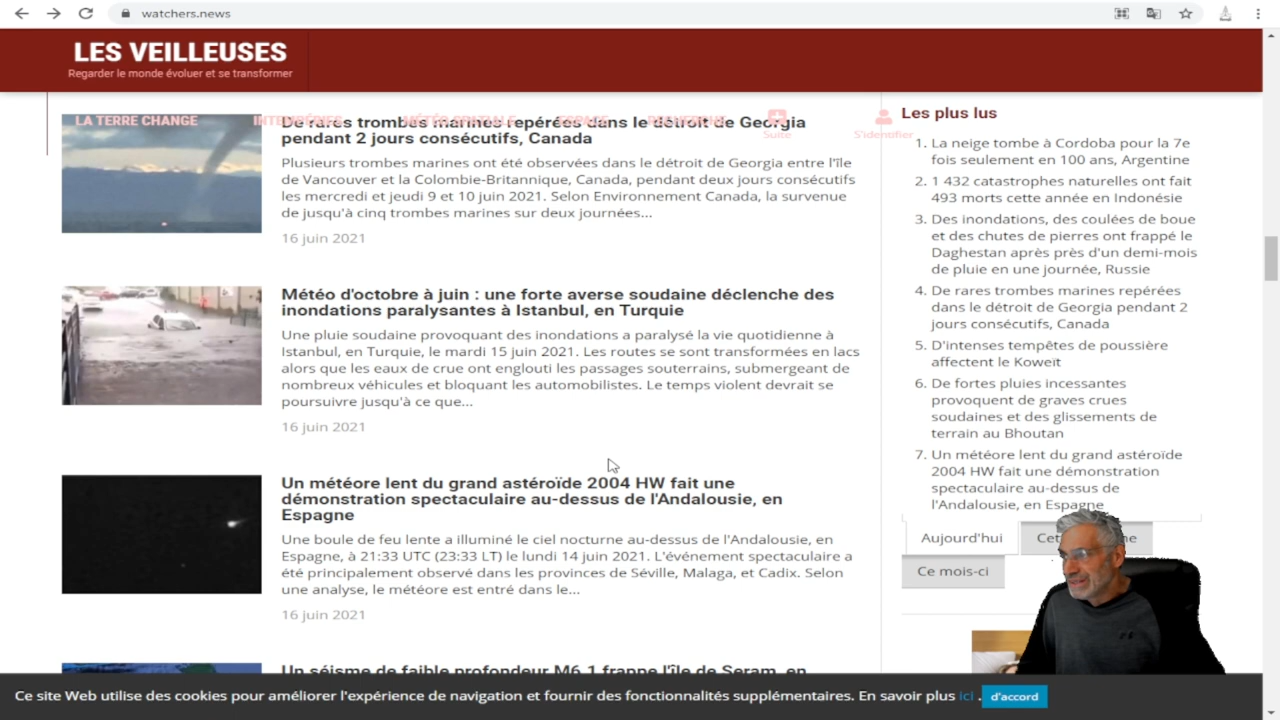 watchers.news
LES VEILLEUSES
Regarder le monde évoluer et se transformer
LA TERRE CHANGE
Suite
S'identifier
De rares trombes marines repérées dans le détroit de Georgia
pendant 2 jours consécutifs, Canada
Plusieurs trombes marines ont été observées dans le détroit de Georgia entre l'île
de Vancouver et la Colombie-Britannique, Canada, pendant deux jours consécutifs
les mercredi et jeudi 9 et 10 juin 2021. Selon Environnement Canada, la survenue
de jusqu'à cinq trombes marines sur deux journées...
16 juin 2021
Météo d'octobre à juin : une forte averse soudaine déclenche des
inondations paralysantes à Istanbul, en Turquie
Une pluie soudaine provoquant des inondations a paralysé la vie quotidienne à
Istanbul, en Turquie, le mardi 15 juin 2021. Les routes se sont transformées en lacs
alors que les eaux de crue ont englouti les passages souterrains, submergeant de
nombreux véhicules et bloquant les automobilistes. Le temps violent devrait se
poursuivre jusqu'à ce que...
16 juin 2021
Un météore lent du grand astéroïde 2004 HW fait une
démonstration spectaculaire au-dessus de l'Andalousie, en
Espagne
Une boule de feu lente a illuminé le ciel nocturne au-dessus de l'Andalousie, en
Espagne, à 21:33 UTC (23:33 LT) le lundi 14 juin 2021. L'événement spectaculaire a
été principalement observé dans les provinces de Séville, Malaga, et Cadix. Selon
une analyse, le météore est entré dans le...
16 juin 2021
Un séisme de faible profondeur M6.1 frappe l'île de Seram, en
Les plus lus
1. La neige tombe à Cordoba pour la 7e
fois seulement en 100 ans, Argentine
2. 1 432 catastrophes naturelles ont fait
493 morts cette année en Indonésie
3. Des inondations, des coulées de boue
et des chutes de pierres ont frappé le
Daghestan après près d'un demi-mois
de pluie en une journée, Russie
4. De rares trombes marines repérées
dans le détroit de Georgia pendant 2
jours consécutifs, Canada
5. D'intenses tempêtes de poussière
affectent le Koweït
6. De fortes pluies incessantes
provoquent de graves crues
soudaines et des glissements de
terrain au Bhoutan
7. Un météore lent du grand astéroïde
2004 HW fait une démonstration
spectaculaire au-dessus de
l'Andalousie, en Espagne
Aujourd'hui
Ce mois-ci
Ce site Web utilise des cookies pour améliorer l'expérience de navigation et fournir des fonctionnalités supplémentaires. En savoir plus ici . d'accord